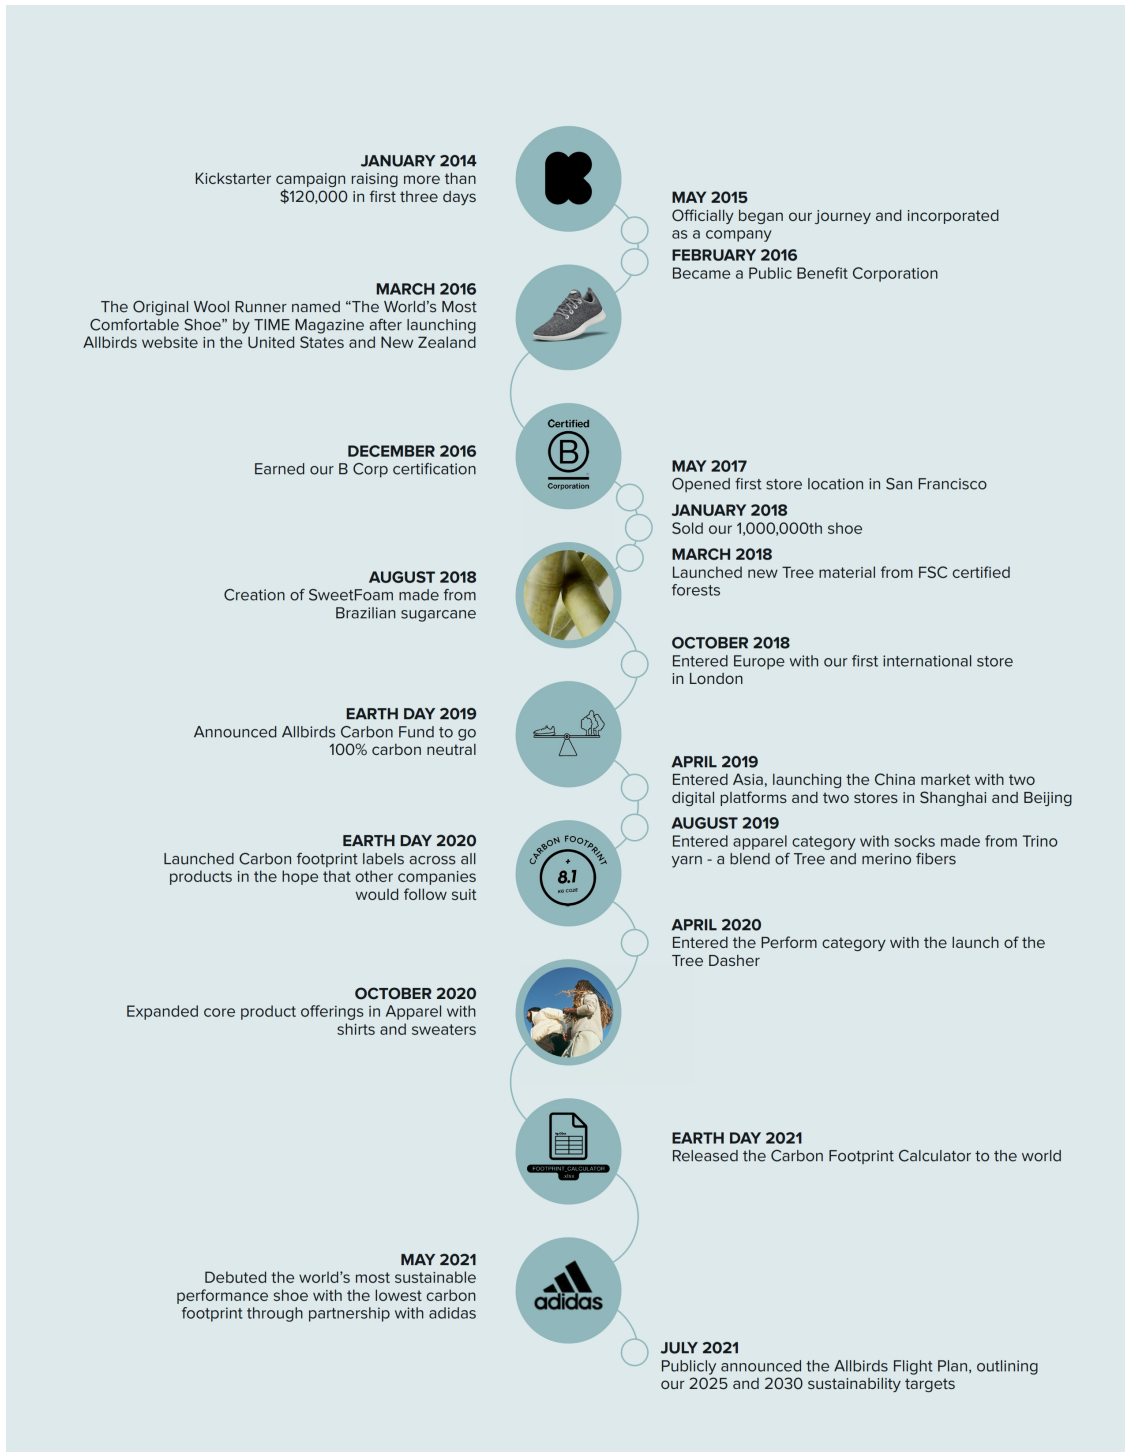 JANUARY 2014
Kickstarter campaign raising more than
$120,000 in first three days
MAY 2015
Officially began our journey and incorporated
as a company
FEBRUARY 2016
Became a Public Benefit Corporation
MARCH 2016
The Original Wool Runner named “The World’s Most
Comfortable Shoe” by TIME Magazine after launching
Allbirds website in the United States and New Zealand
Certified
B
Corporation
DECEMBER 2016
Earned our B Corp certification
MAY 2017
Opened first store location in San Francisco
JANUARY 2018
Sold our 1,000,000th shoe
MARCH 2018
Launched new Tree material from FSC certified
forests
AUGUST 2018
Creation of SweetFoam made from
Brazilian sugarcane
OCTOBER 2018
Entered Europe with our first international store
in London
EARTH DAY 2019
Announced Allbirds Carbon Fund to go
100% carbon neutral
APRIL 2019
Entered Asia, launching the China market with two
digital platforms and two stores in Shanghai and Beijing
AUGUST 2019
Entered apparel category with socks made from Trino
yarn - a blend of Tree and merino fibers
EARTH DAY 2020
Launched Carbon footprint labels across all
products in the hope that other companies
would follow suit
CARBON FOOTPRINT
+
8.1
KG CO2E
APRIL 2020
Entered the Perform category with the launch of the
Tree Dasher
OCTOBER 2020
Expanded core product offerings in Apparel with
shirts and sweaters
FOOTPRINT_CALCULATOR
.xlsx
EARTH DAY 2021
Released the Carbon Footprint Calculator to the world
MAY 2021
Debuted the world’s most sustainable
performance shoe with the lowest carbon
footprint through partnership with adidas
adidas
JULY 2021
Publicly announced the Allbirds Flight Plan, outlining
our 2025 and 2030 sustainability targets